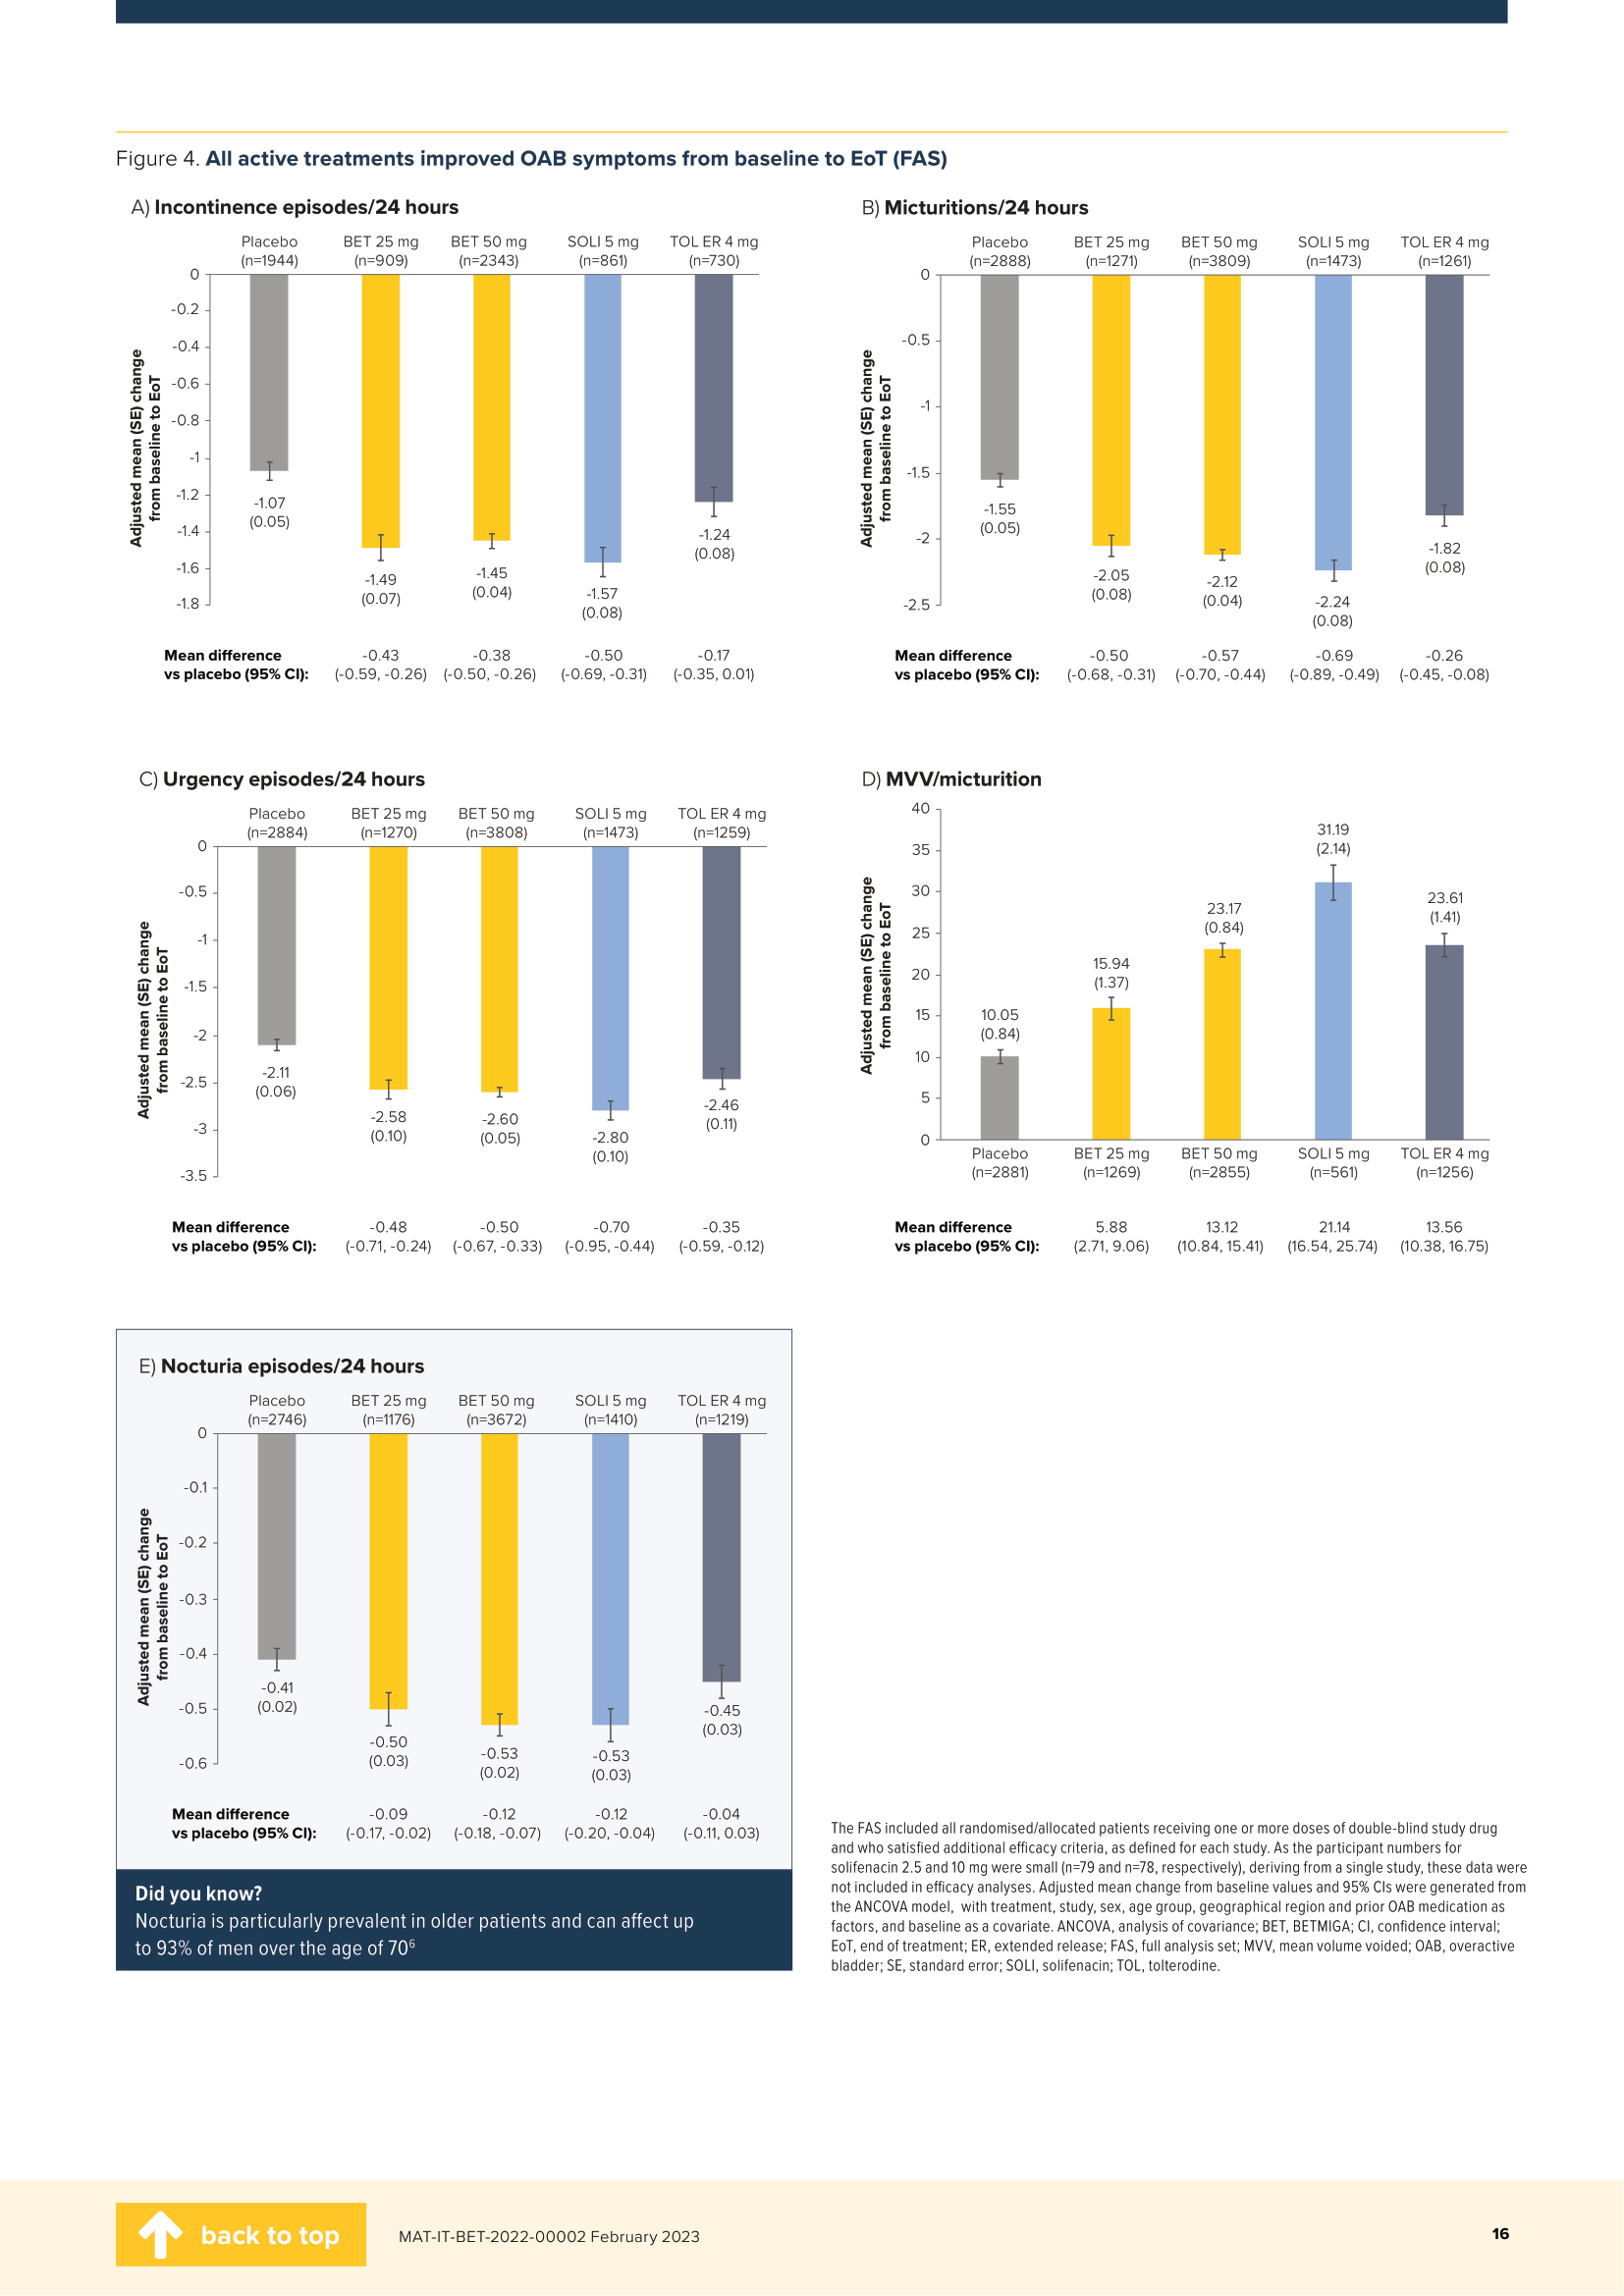 Figure 4. All active treatments improved OAB symptoms from baseline to EoT (FAS)
A) Incontinence episodes/24 hours
Placebo BET 25 mg BET 50 mg SOLI 5 mg TOL ER 4 mg
(n=1944) (n=909) (n=2343) (n=861) (n=730)
Adjusted mean (SE) change
from baseline to EoT
0
-0.2
-0.4
-0.6
-0.8
-1
-1.2
-1.4
-1.6
-1.8
-1.07
(0.05)
-1.49
(0.07)
-1.45
(0.04)
-1.57
(0.08)
-1.24
(0.08)
Mean difference -0.43 -0.38 -0.50 -0.17
vs placebo (95% CI): (-0.59, -0.26) (-0.50, -0.26) (-0.69, -0.31) (-0.35, 0.01)
B) Micturitions/24 hours
Placebo BET 25 mg BET 50 mg SOLI 5 mg TOL ER 4 mg
(n=2888) (n=1271) (n=3809) (n=1473) (n=1261)
Adjusted mean (SE) change
from baseline to EoT
0
-0.5
-1
-1.5
-2
-2.5
-1.55
(0.05)
-2.05
(0.08)
-2.12
(0.04)
-2.24
(0.08)
-1.82
(0.08)
Mean difference -0.50 -0.57 -0.69 -0.26
vs placebo (95% CI): (-0.68, -0.31) (-0.70, -0.44) (-0.89, -0.49) (-0.45, -0.08)
C) Urgency episodes/24 hours
Placebo BET 25 mg BET 50 mg SOLI 5 mg TOL ER 4 mg
(n=2884) (n=1270) (n=3808) (n=1473) (n=1259)
Adjusted mean (SE) change
from baseline to EoT
0
-0.5
-1
-1.5
-2
-2.5
-3
-3.5
-2.11
(0.06)
-2.58
(0.10)
-2.60
(0.05)
-2.80
(0.10)
-2.46
(0.11)
Mean difference -0.48 -0.50 -0.70 -0.35
vs placebo (95% CI): (-0.71, -0.24) (-0.67, -0.33) (-0.95, -0.44) (-0.59, -0.12)
D) MVV/micturition
Adjusted mean (SE) change
from baseline to EoT
40
35
30
25
20
15
10
5
0
10.05
(0.84)
15.94
(1.37)
23.17
(0.84)
31.19
(2.14)
23.61
(1.41)
Placebo BET 25 mg BET 50 mg SOLI 5 mg TOL ER 4 mg
(n=2881) (n=1269) (n=2855) (n=561) (n=1256)
Mean difference 5.88 13.12 21.14 13.56
vs placebo (95% CI): (2.71, 9.06) (10.84, 15.41) (16.54, 25.74) (10.38, 16.75)
E) Nocturia episodes/24 hours
Placebo BET 25 mg BET 50 mg SOLI 5 mg TOL ER 4 mg
(n=2746) (n=1176) (n=3672) (n=1410) (n=1219)
Adjusted mean (SE) change
from baseline to EoT
0
-0.1
-0.2
-0.3
-0.4
-0.5
-0.6
-0.41
(0.02)
-0.50
(0.03)
-0.53
(0.02)
-0.53
(0.03)
-0.45
(0.03)
Mean difference -0.09 -0.12 -0.12 -0.04
vs placebo (95% CI): (-0.17, -0.02) (-0.18, -0.07) (-0.20, -0.04) (-0.11, 0.03)
Did you know?
Nocturia is particularly prevalent in older patients and can affect up
to 93% of men over the age of 70⁶
The FAS included all randomised/allocated patients receiving one or more doses of double-blind study drug
and who satisfied additional efficacy criteria, as defined for each study. As the participant numbers for
solifenacin 2.5 and 10 mg were small (n=79 and n=78, respectively), deriving from a single study, these data were
not included in efficacy analyses. Adjusted mean change from baseline values and 95% CIs were generated from
the ANCOVA model, with treatment, study, sex, age group, geographical region and prior OAB medication as
factors, and baseline as a covariate. ANCOVA, analysis of covariance; BET, BETMIGA; CI, confidence interval;
EoT, end of treatment; ER, extended release; FAS, full analysis set; MVV, mean volume voided; OAB, overactive
bladder; SE, standard error; SOLI, solifenacin; TOL, tolterodine.
back to top
MAT-IT-BET-2022-00002 February 2023
16